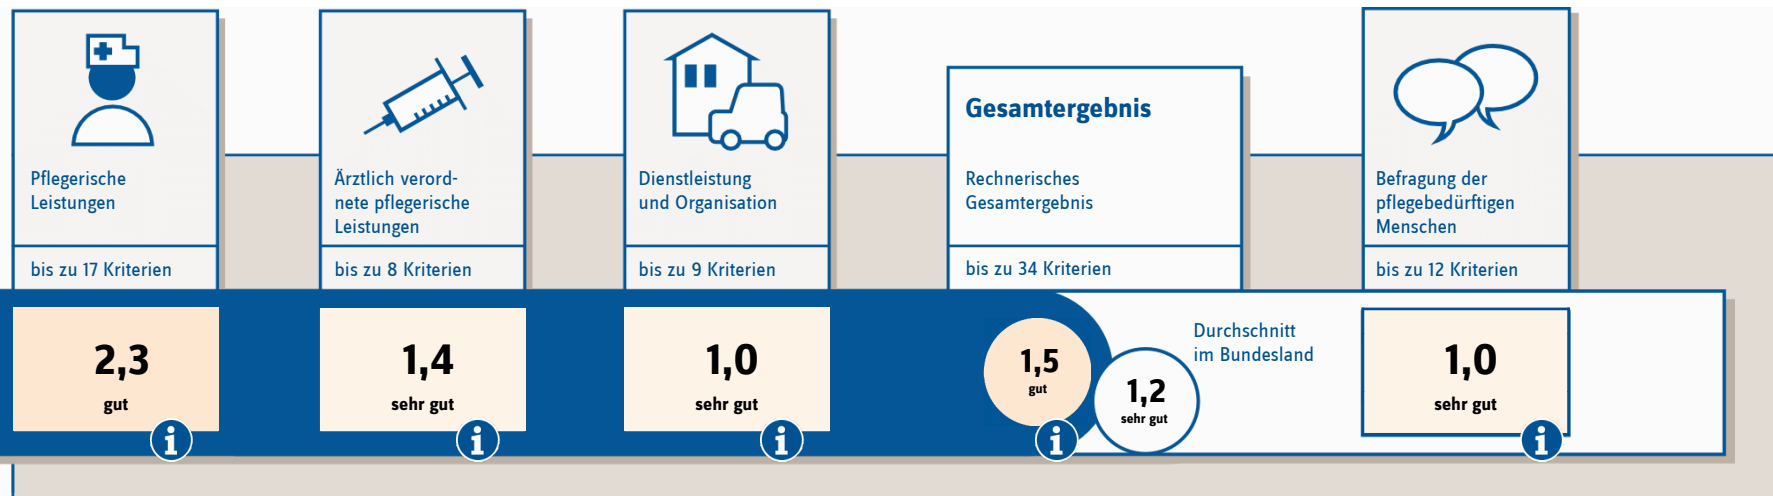 Pflegerische
Leistungen
bis zu 17 Kriterien
2,3
gut
i
Ärztlich verord-
nete pflegerische
Leistungen
bis zu 8 Kriterien
1,4
sehr gut
i
Dienstleistung
und Organisation
bis zu 9 Kriterien
1,0
sehr gut
i
Gesamtergebnis
Rechnerisches
Gesamtergebnis
bis zu 34 Kriterien
1,5
gut
i
1,2
sehr gut
Durchschnitt
im Bundesland
Befragung der
pflegebedürftigen
Menschen
bis zu 12 Kriterien
1,0
sehr gut
i